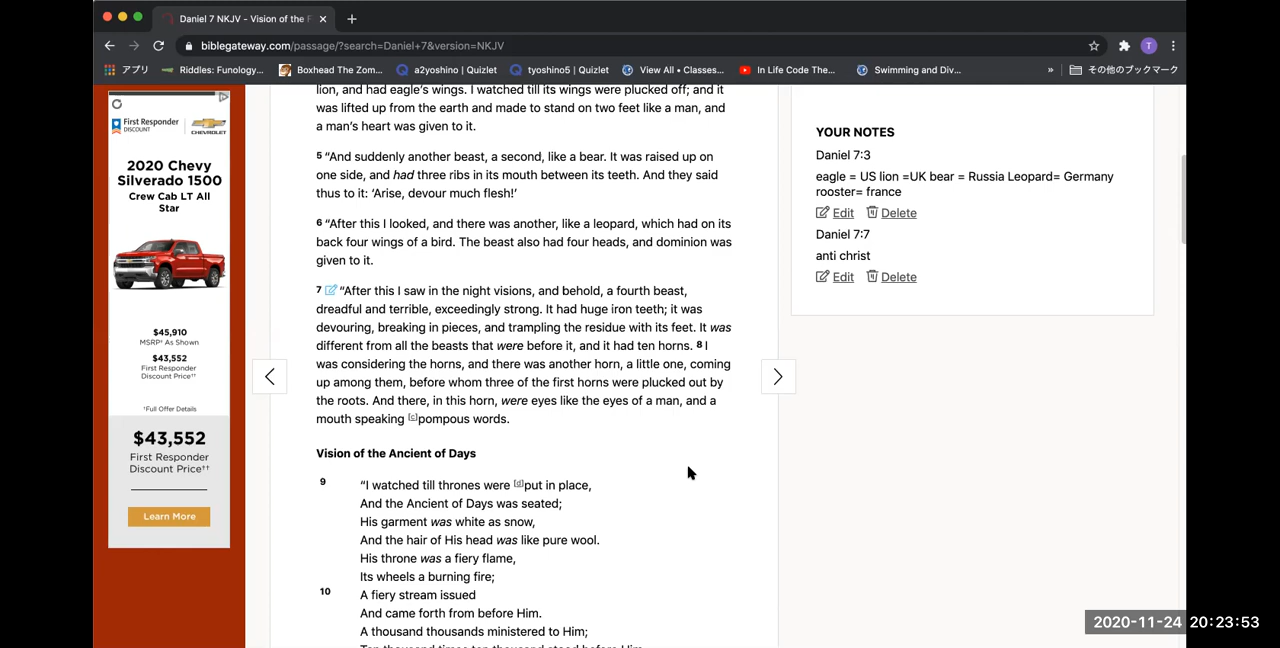 Daniel 7 NKJV - Vision of the F
biblegateway.com/passage/?search=Daniel+7&version=NKJV
アプリ
Riddles: Funology...
Boxhead The Zom...
a2yoshino | Quizlet
tyoshino5 | Quizlet
View All • Classes...
In Life Code The...
Swimming and Div...
»
その他のブックマーク
First Responder
DISCOUNT
CHEVROLET
2020 Chevy
Silverado 1500
Crew Cab LT All
Star
$45,910
MSRP† As Shown
$43,552
First Responder
Discount Price††
†Full Offer Details
$43,552
First Responder
Discount Price††
Learn More
lion, and had eagle's wings. I watched till its wings were plucked off; and it
was lifted up from the earth and made to stand on two feet like a man, and
a man's heart was given to it.
5 “And suddenly another beast, a second, like a bear. It was raised up on
one side, and had three ribs in its mouth between its teeth. And they said
thus to it: ‘Arise, devour much flesh!’
6 “After this I looked, and there was another, like a leopard, which had on its
back four wings of a bird. The beast also had four heads, and dominion was
given to it.
7 “After this I saw in the night visions, and behold, a fourth beast,
dreadful and terrible, exceedingly strong. It had huge iron teeth; it was
devouring, breaking in pieces, and trampling the residue with its feet. It was
different from all the beasts that were before it, and it had ten horns. 8 I
was considering the horns, and there was another horn, a little one, coming
up among them, before whom three of the first horns were plucked out by
the roots. And there, in this horn, were eyes like the eyes of a man, and a
mouth speaking [c]pompous words.
Vision of the Ancient of Days
9 “I watched till thrones were [d]put in place,
And the Ancient of Days was seated;
His garment was white as snow,
And the hair of His head was like pure wool.
His throne was a fiery flame,
Its wheels a burning fire;
10 A fiery stream issued
And came forth from before Him.
A thousand thousands ministered to Him;
Ten thousand times ten thousand stood before Him.
YOUR NOTES
Daniel 7:3
eagle = US lion =UK bear = Russia Leopard= Germany
rooster= france
Edit Delete
Daniel 7:7
anti christ
Edit Delete
T
2020-11-24 20:23:53